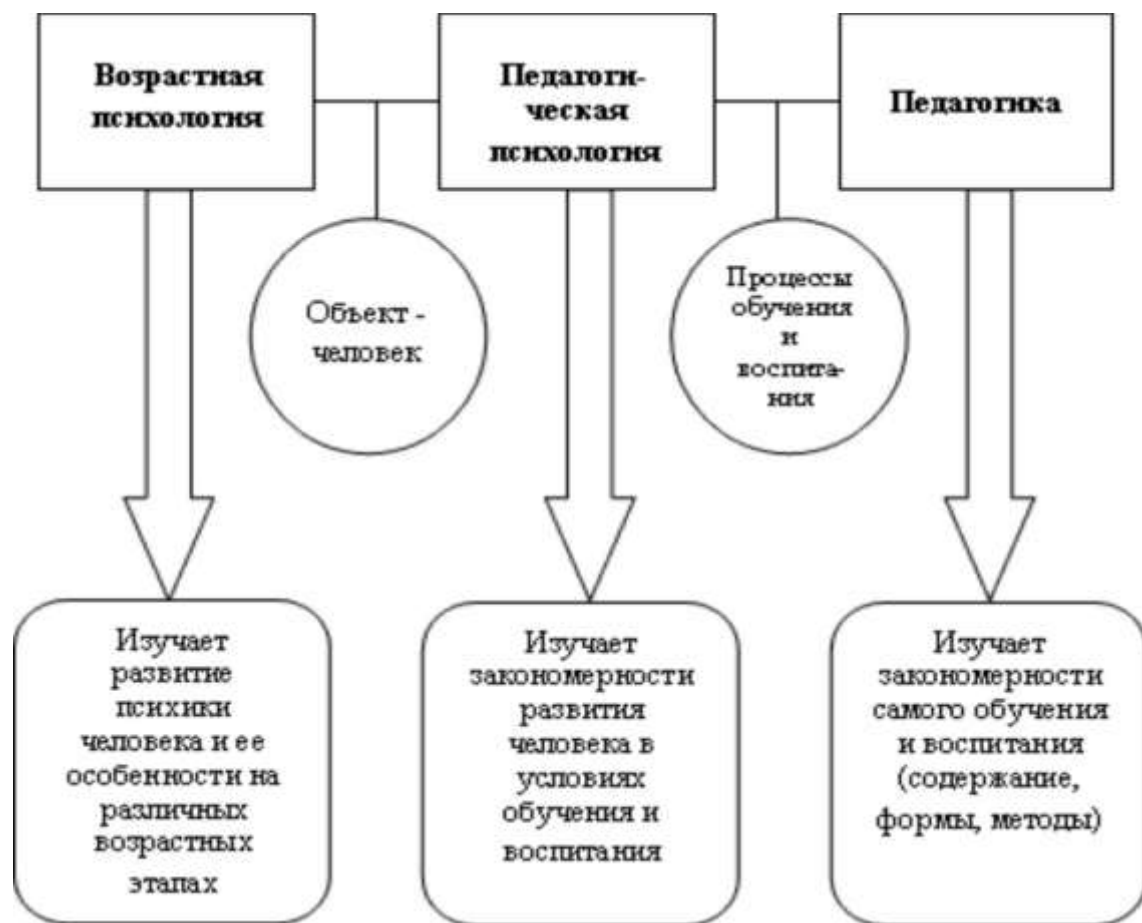 Возрастная
психология
Педагоги-
ческая
психология
Педагогика
Объект -
человек
Процессы
обучения
и
воспита-
ния
Изучает
развитие
психики
человека и ее
особенности на
различных
возрастных
этапах
Изучает
закономерности
развития
человека в
условиях
обучения и
воспитания
Изучает
закономерности
самого обучения
и воспитания
(содержание,
формы, методы)